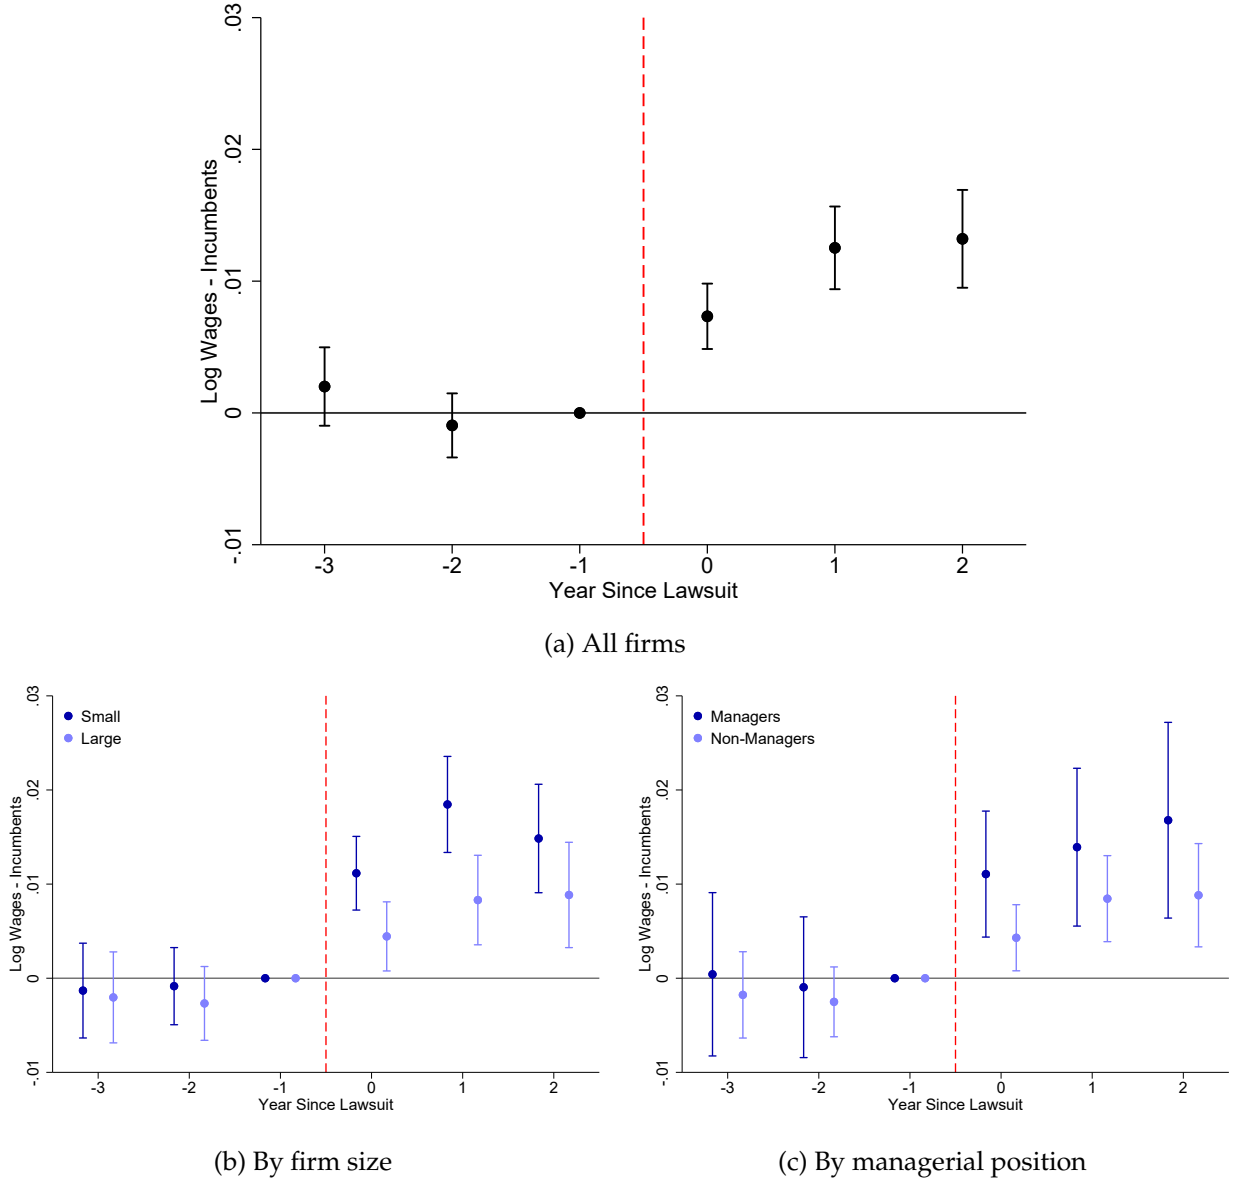 .03
.02
.01
0
-.01
Log Wages - Incumbents
-3 -2 -1 0 1 2
Year Since Lawsuit
(a) All firms
.03
.02
.01
0
-.01
Log Wages - Incumbents
Small
Large
-3 -2 -1 0 1 2
Year Since Lawsuit
(b) By firm size
.03
.02
.01
0
-.01
Log Wages - Incumbents
Managers
Non-Managers
-3 -2 -1 0 1 2
Year Since Lawsuit
(c) By managerial position